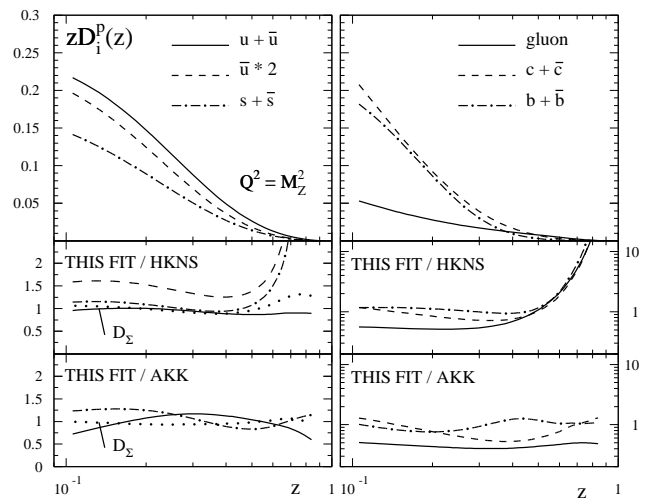 zD_i^p(z)
u + u̅
u̅ * 2
s + s̅
Q² = M_Z²
0.3
0.25
0.2
0.15
0.1
0.05
gluon
c + c̅
b + b̅
THIS FIT / HKNS
D_Σ
2
1.5
1
0.5
THIS FIT / HKNS
10
1
THIS FIT / AKK
D_Σ
2
1.5
1
0.5
0
THIS FIT / AKK
10
1
10⁻¹
z
1
10⁻¹
z
1